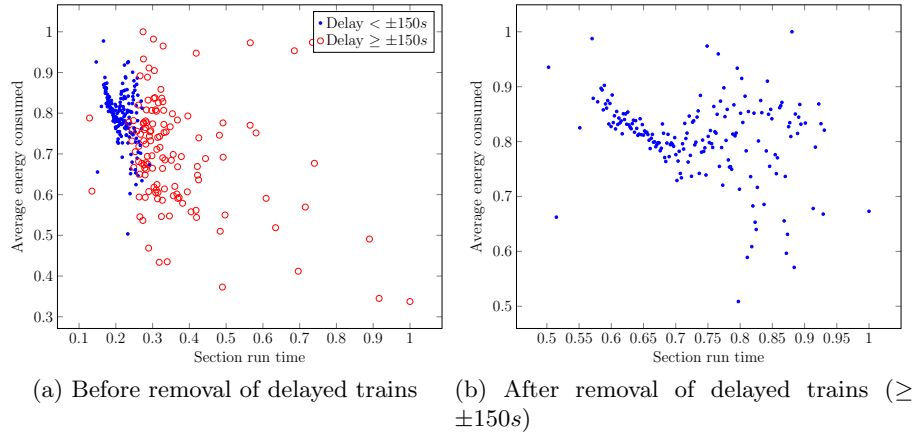 Delay < ±150s
Delay ≥ ±150s
Average energy consumed
1
0.9
0.8
0.7
0.6
0.5
0.4
0.3
0.1 0.2 0.3 0.4 0.5 0.6 0.7 0.8 0.9 1
Section run time
(a) Before removal of delayed trains
Average energy consumed
1
0.9
0.8
0.7
0.6
0.5
0.5 0.55 0.6 0.65 0.7 0.75 0.8 0.85 0.9 0.95 1
Section run time
(b) After removal of delayed trains (≥
±150s)